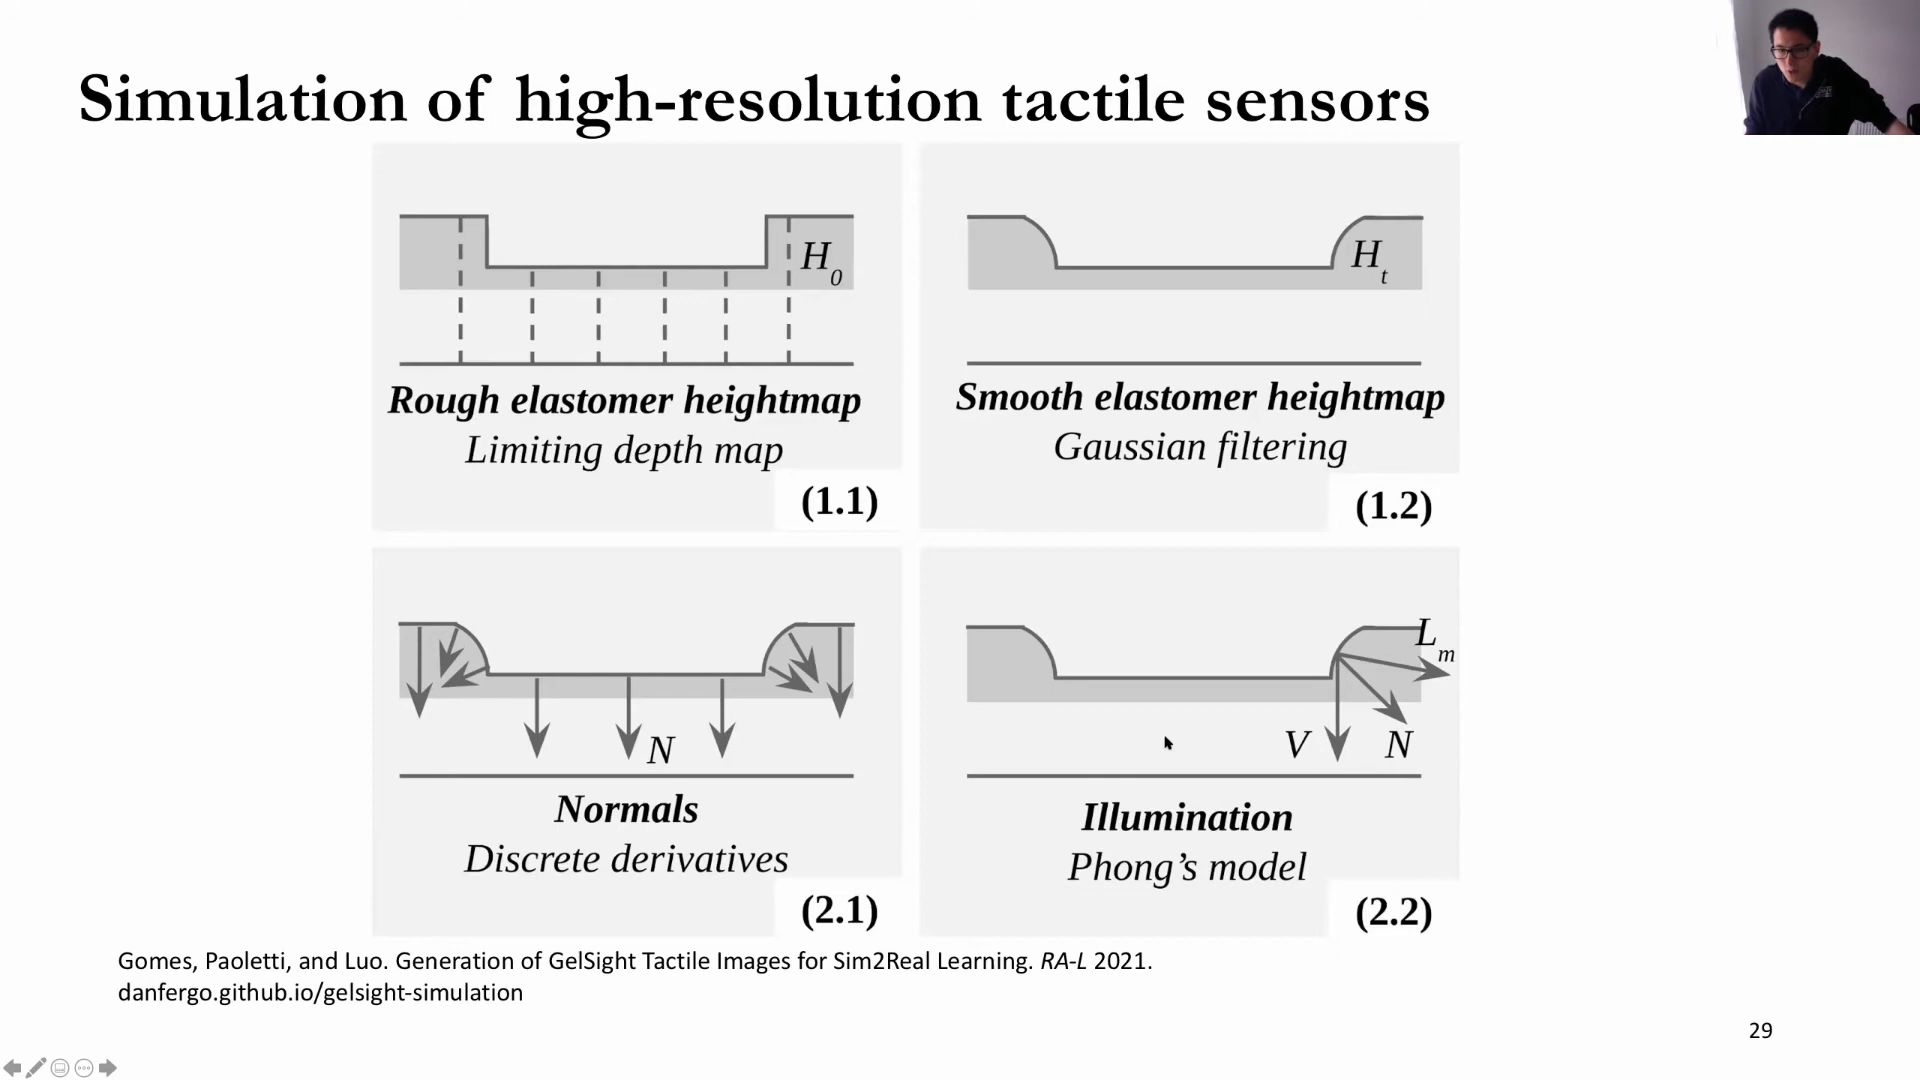 Simulation of high-resolution tactile sensors
H0
Rough elastomer heightmap
Limiting depth map
(1.1)
Ht
Smooth elastomer heightmap
Gaussian filtering
(1.2)
N
Normals
Discrete derivatives
(2.1)
Lm
V N
Illumination
Phong’s model
(2.2)
Gomes, Paoletti, and Luo. Generation of GelSight Tactile Images for Sim2Real Learning. RA-L 2021.
danfergo.github.io/gelsight-simulation
29